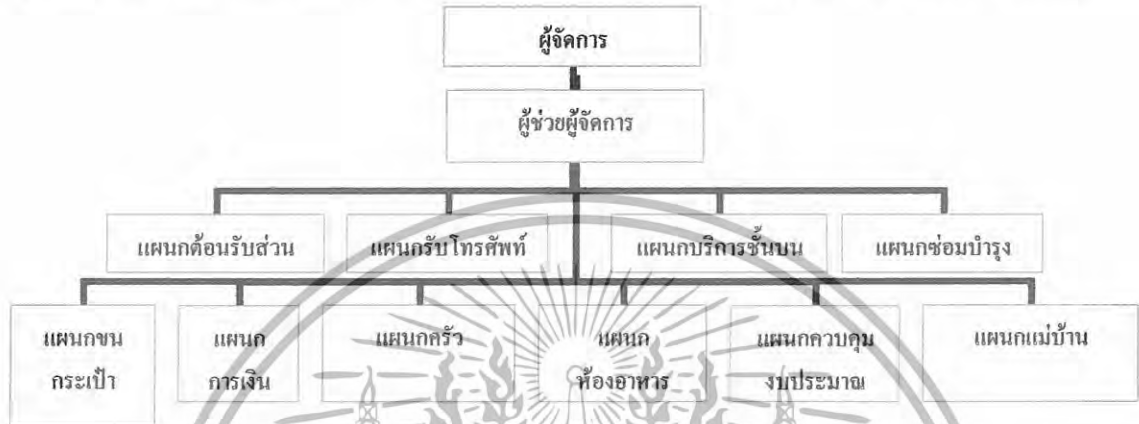 ผู้จัดการ
ผู้ช่วยผู้จัดการ
แผนกต้อนรับส่วน
แผนกรับโทรศัพท์
แผนกบริการชั้นบน
แผนกซ่อมบำรุง
แผนกขน
กระเป๋า
แผนก
การเงิน
แผนกครัว
แผนก
ห้องอาหาร
แผนกควบคุม
งบประมาณ
แผนกแม่บ้าน